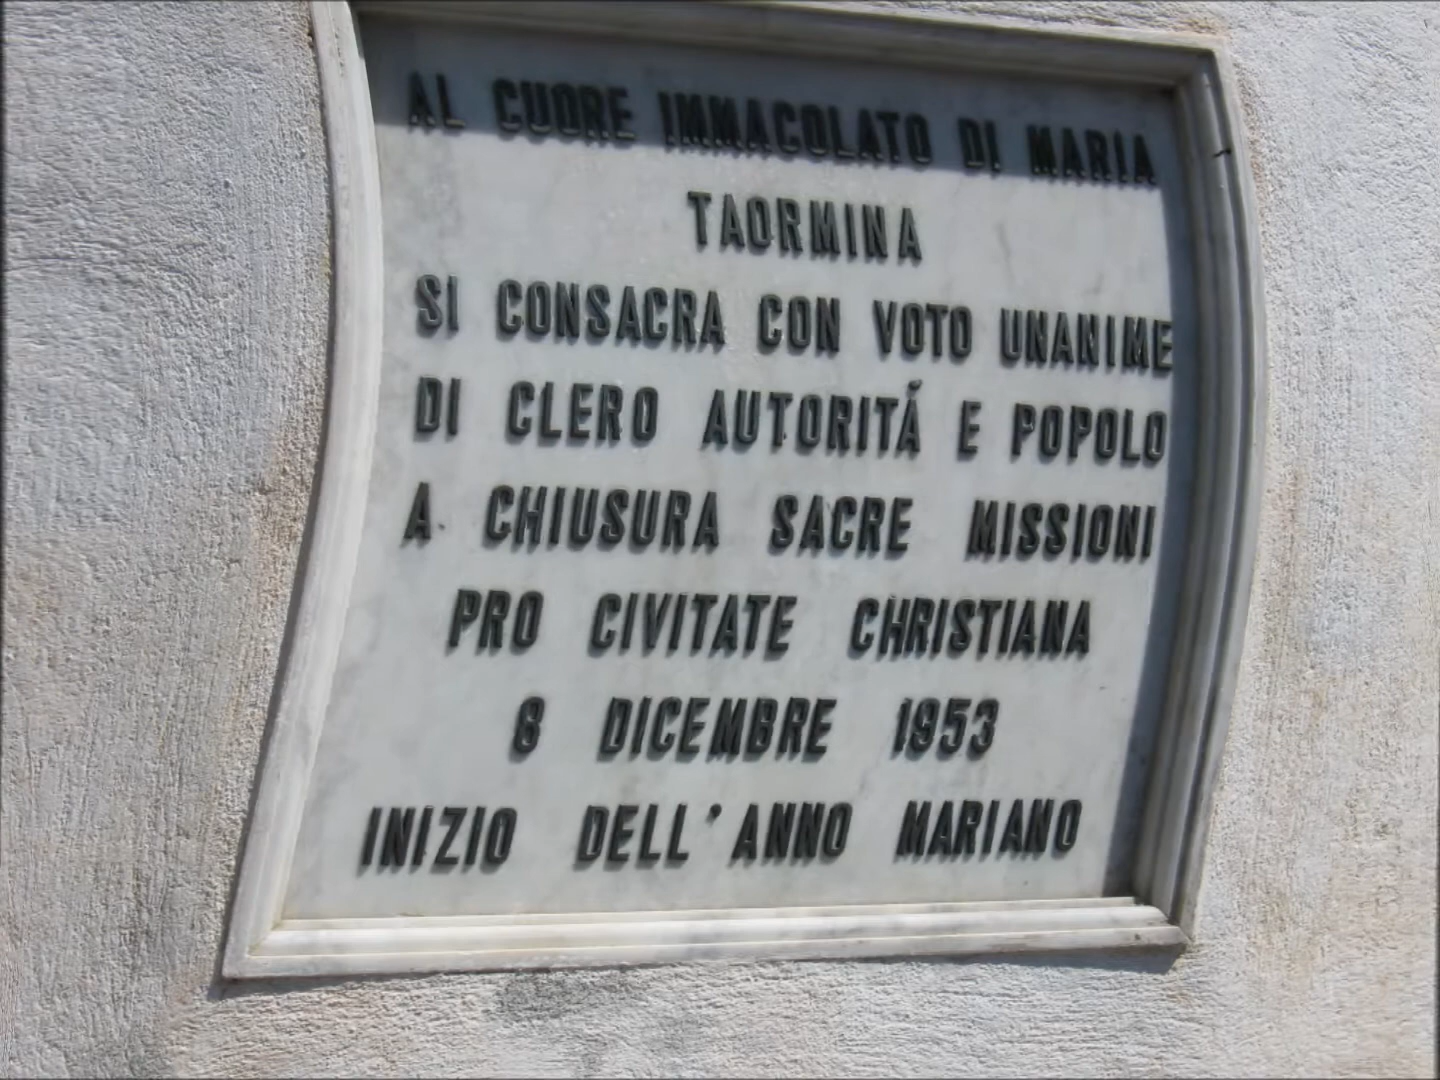 AL CUORE IMMACOLATO DI MARIA
TAORMINA
SI CONSACRA CON VOTO UNANIME
DI CLERO AUTORITÁ E POPOLO
A CHIUSURA SACRE MISSIONI
PRO CIVITATE CHRISTIANA
8 DICEMBRE 1953
INIZIO DELL'ANNO MARIANO